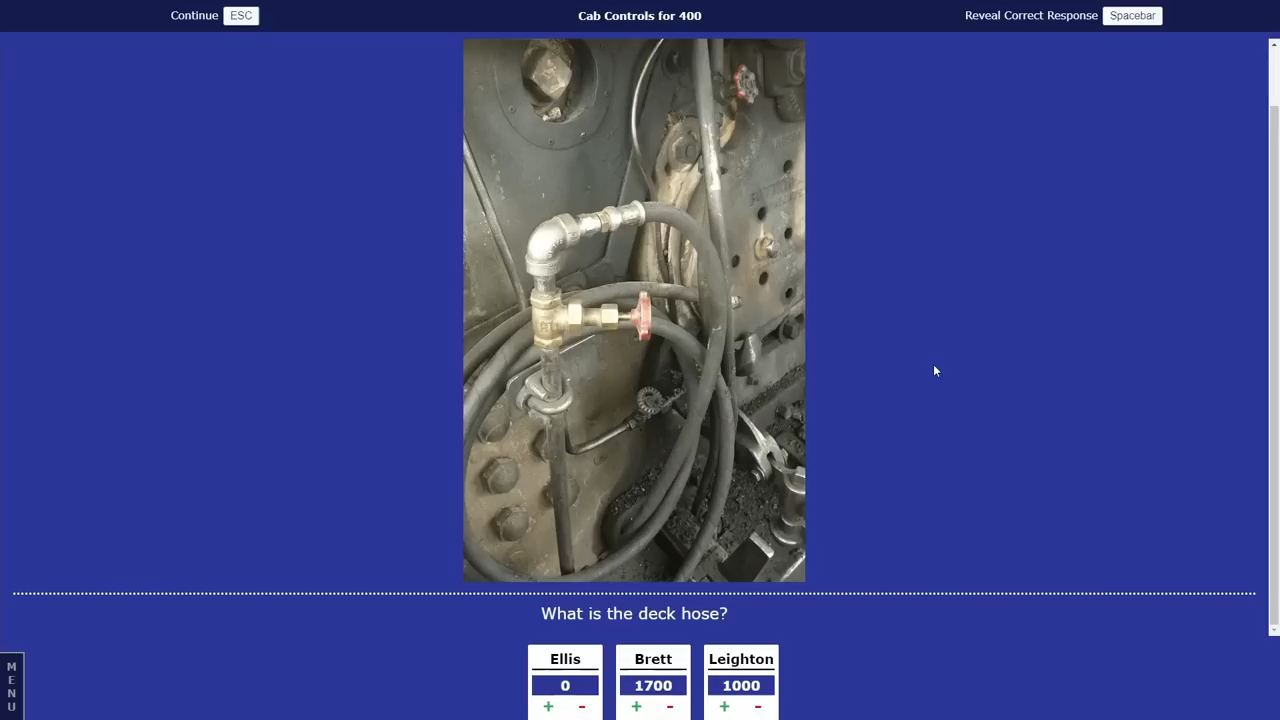 Continue ESC
Cab Controls for 400
Reveal Correct Response Spacebar
What is the deck hose?
Ellis Brett Leighton
0 1700 1000
+ - + - + -
MENU